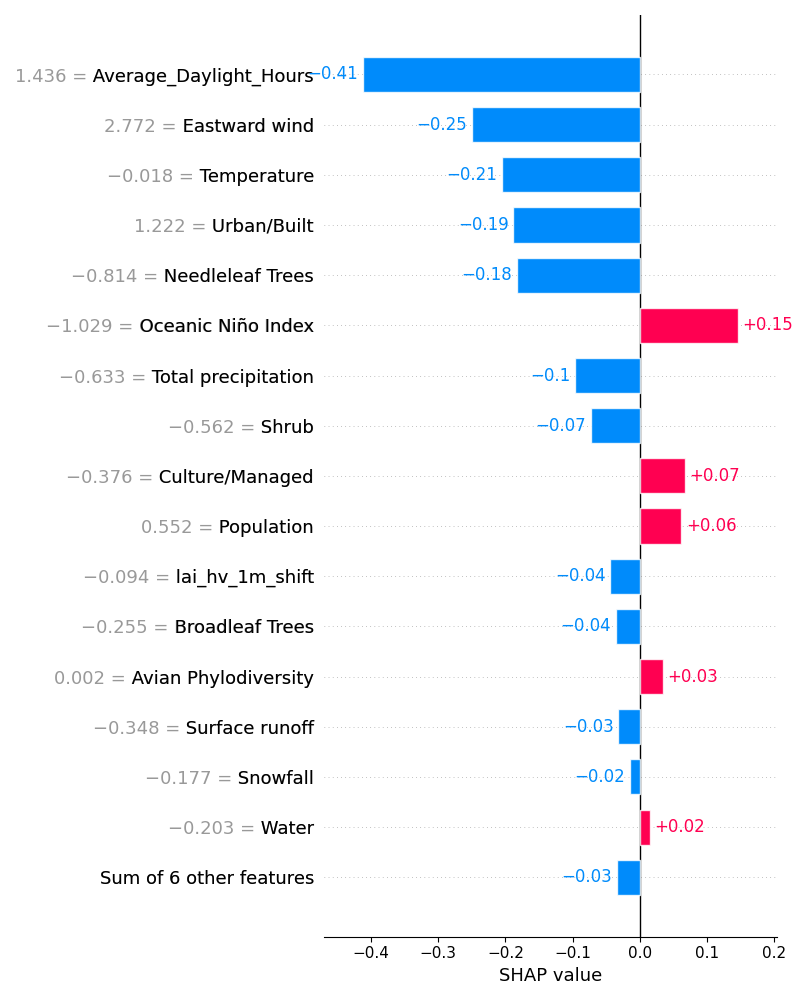 1.436 = Average_Daylight_Hours −0.41
2.772 = Eastward wind −0.25
−0.018 = Temperature −0.21
1.222 = Urban/Built −0.19
−0.814 = Needleleaf Trees −0.18
−1.029 = Oceanic Niño Index +0.15
−0.633 = Total precipitation −0.1
−0.562 = Shrub −0.07
−0.376 = Culture/Managed +0.07
0.552 = Population +0.06
−0.094 = lai_hv_1m_shift −0.04
−0.255 = Broadleaf Trees −0.04
0.002 = Avian Phylodiversity +0.03
−0.348 = Surface runoff −0.03
−0.177 = Snowfall −0.02
−0.203 = Water +0.02
Sum of 6 other features −0.03
−0.4 −0.3 −0.2 −0.1 0.0 0.1 0.2
SHAP value